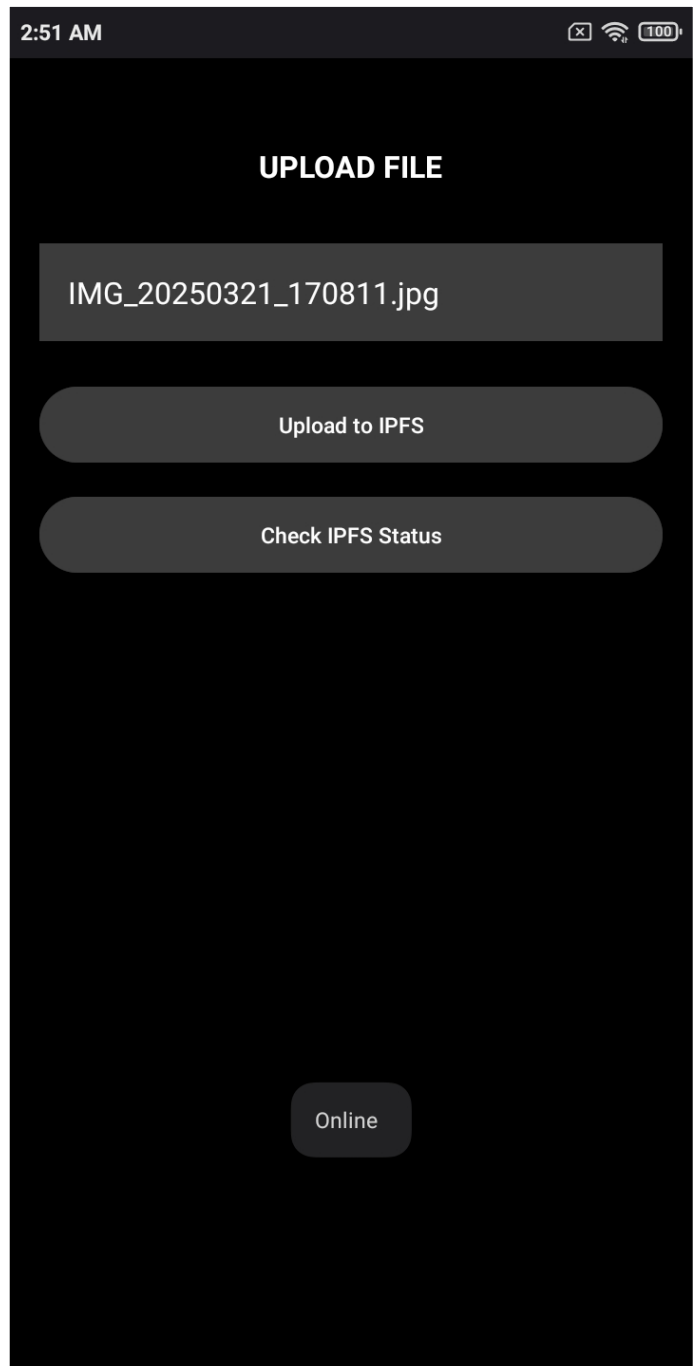 2:51 AM
100
UPLOAD FILE
IMG_20250321_170811.jpg
Upload to IPFS
Check IPFS Status
Online